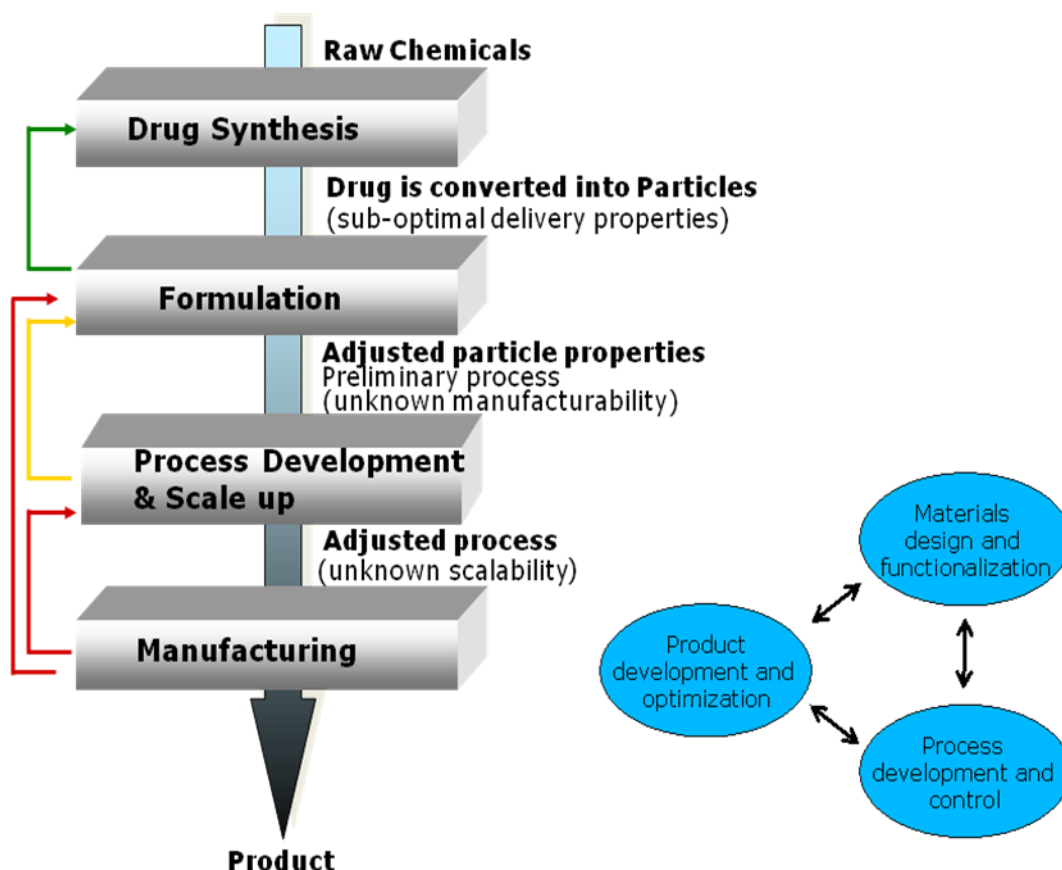 Raw Chemicals
Drug Synthesis
Drug is converted into Particles
(sub-optimal delivery properties)
Formulation
Adjusted particle properties
Preliminary process
(unknown manufacturability)
Process Development
& Scale up
Adjusted process
(unknown scalability)
Manufacturing
Product
Materials
design and
functionalization
Product
development and
optimization
Process
development and
control